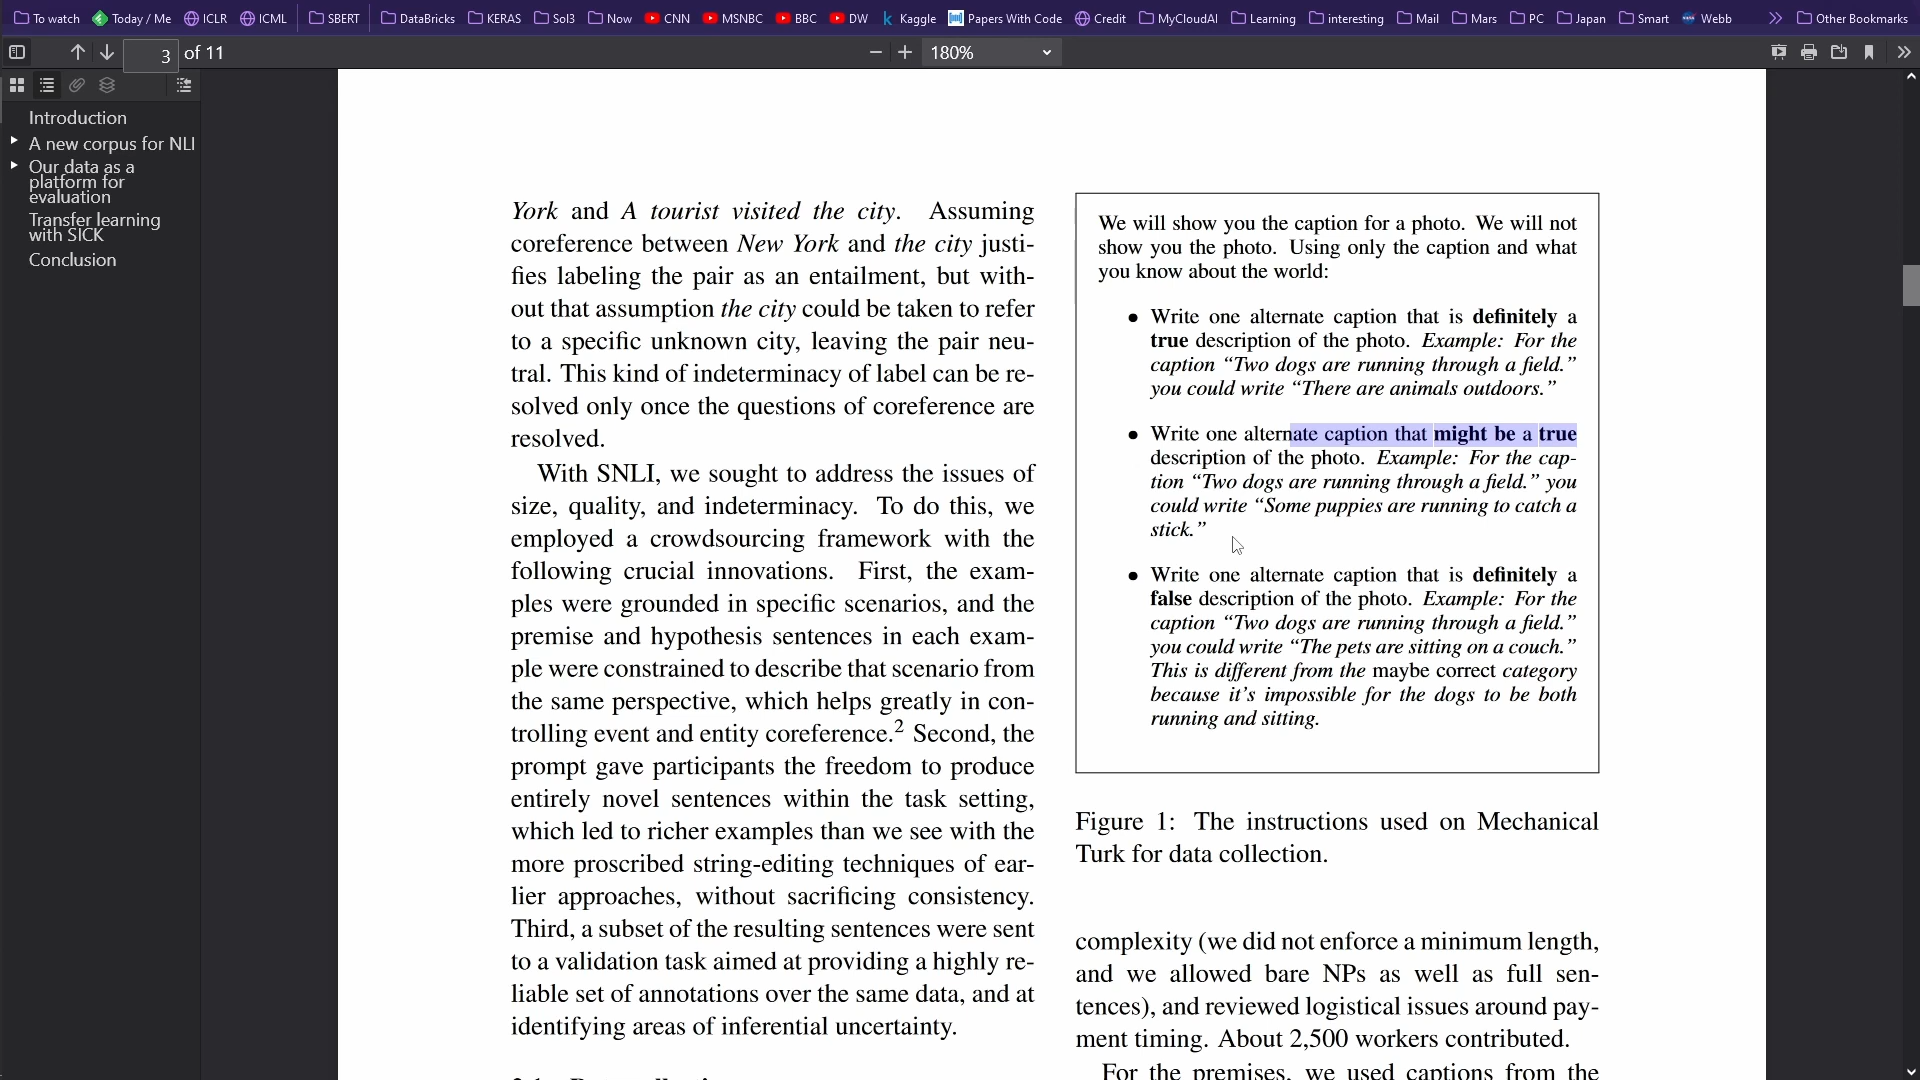 To watch Today / Me ICLR ICML SBERT DataBricks KERAS Sol3 Now CNN MSNBC BBC DW Kaggle Papers With Code Credit MyCloudAI Learning interesting Mail Mars PC Japan Smart Webb Other Bookmarks
3 of 11 180%
Introduction
A new corpus for NLI
Our data as a
platform for
evaluation
Transfer learning
with SICK
Conclusion
York and A tourist visited the city. Assuming
coreference between New York and the city justi-
fies labeling the pair as an entailment, but with-
out that assumption the city could be taken to refer
to a specific unknown city, leaving the pair neu-
tral. This kind of indeterminacy of label can be re-
solved only once the questions of coreference are
resolved.
With SNLI, we sought to address the issues of
size, quality, and indeterminacy. To do this, we
employed a crowdsourcing framework with the
following crucial innovations. First, the exam-
ples were grounded in specific scenarios, and the
premise and hypothesis sentences in each exam-
ple were constrained to describe that scenario from
the same perspective, which helps greatly in con-
trolling event and entity coreference.2 Second, the
prompt gave participants the freedom to produce
entirely novel sentences within the task setting,
which led to richer examples than we see with the
more proscribed string-editing techniques of ear-
lier approaches, without sacrificing consistency.
Third, a subset of the resulting sentences were sent
to a validation task aimed at providing a highly re-
liable set of annotations over the same data, and at
identifying areas of inferential uncertainty.
We will show you the caption for a photo. We will not
show you the photo. Using only the caption and what
you know about the world:
• Write one alternate caption that is definitely a
true description of the photo. Example: For the
caption “Two dogs are running through a field.”
you could write “There are animals outdoors.”
• Write one alternate caption that might be a true
description of the photo. Example: For the cap-
tion “Two dogs are running through a field.” you
could write “Some puppies are running to catch a
stick.”
• Write one alternate caption that is definitely a
false description of the photo. Example: For the
caption “Two dogs are running through a field.”
you could write “The pets are sitting on a couch.”
This is different from the maybe correct category
because it’s impossible for the dogs to be both
running and sitting.
Figure 1: The instructions used on Mechanical
Turk for data collection.
complexity (we did not enforce a minimum length,
and we allowed bare NPs as well as full sen-
tences), and reviewed logistical issues around pay-
ment timing. About 2,500 workers contributed.
For the premises, we used captions from the